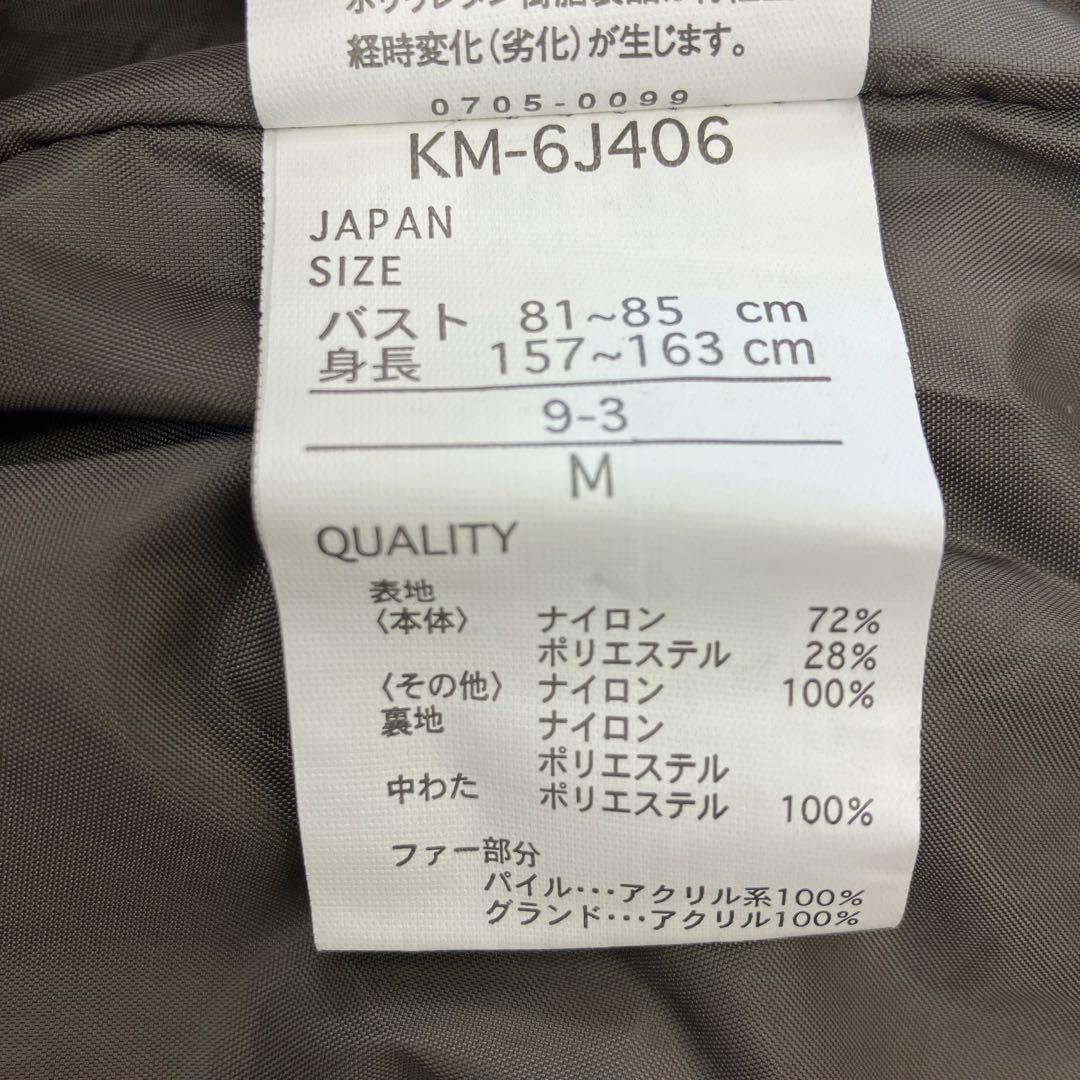 経時変化(劣化)が生じます。
0705-0099
KM-6J406
JAPAN
SIZE
バスト 81~85 cm
身長 157~163 cm
9-3
M
QUALITY
表地
〈本体〉 ナイロン 72%
ポリエステル 28%
〈その他〉 ナイロン 100%
裏地 ナイロン
ポリエステル
中わた ポリエステル 100%
ファー部分
パイル・・・アクリル系100%
グランド・・・アクリル100%